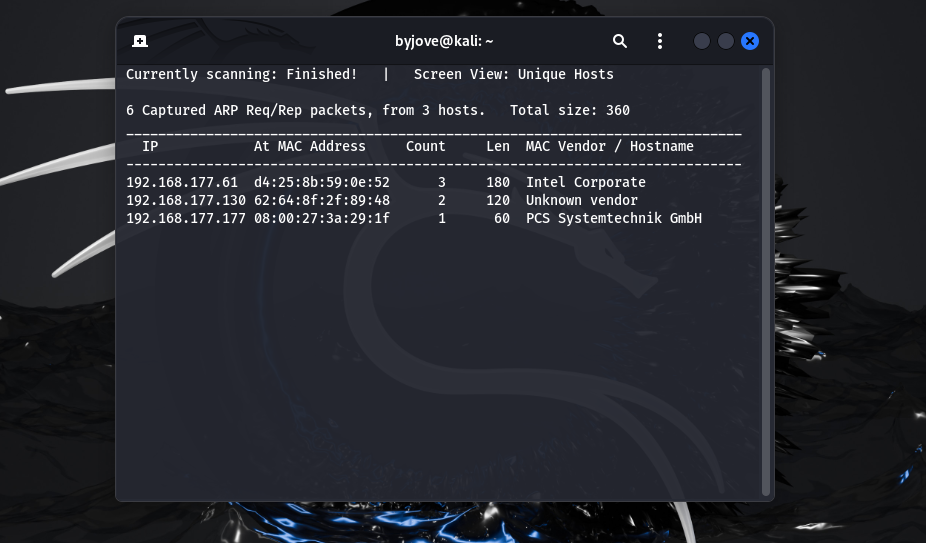 byjove@kali: ~
Currently scanning: Finished!   |   Screen View: Unique Hosts
6 Captured ARP Req/Rep packets, from 3 hosts.   Total size: 360
_____________________________________________________________________________
  IP            At MAC Address     Count     Len  MAC Vendor / Hostname
-----------------------------------------------------------------------------
192.168.177.61  d4:25:8b:59:0e:52      3     180  Intel Corporate
192.168.177.130 62:64:8f:2f:89:48      2     120  Unknown vendor
192.168.177.177 08:00:27:3a:29:1f      1      60  PCS Systemtechnik GmbH